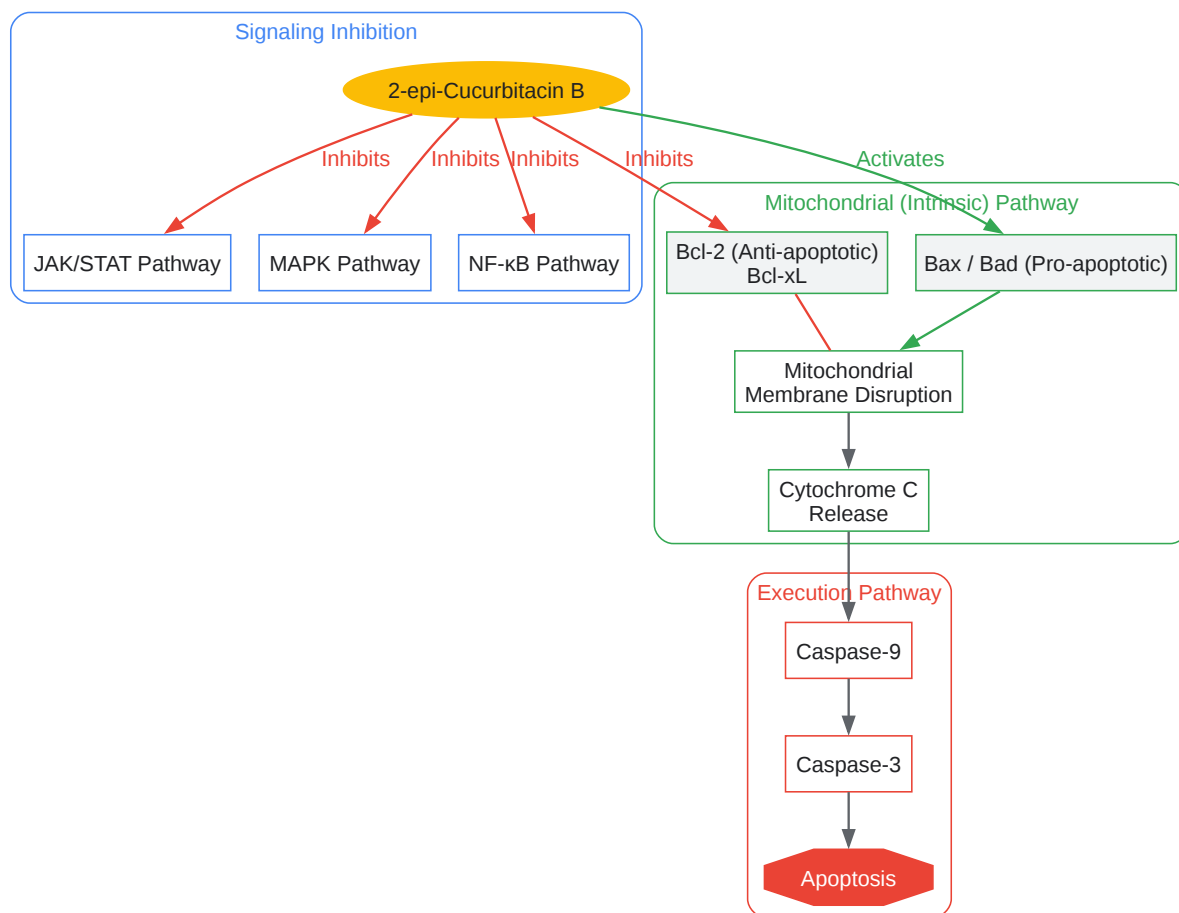 Signaling Inhibition
2-epi-Cucurbitacin B
Inhibits
Inhibits
Inhibits
Inhibits
Activates
Mitochondrial (Intrinsic) Pathway
JAK/STAT Pathway
MAPK Pathway
NF-κB Pathway
Bcl-2 (Anti-apoptotic)
Bcl-xL
Bax / Bad (Pro-apoptotic)
Mitochondrial
Membrane Disruption
Cytochrome C
Release
Execution Pathway
Caspase-9
Caspase-3
Apoptosis